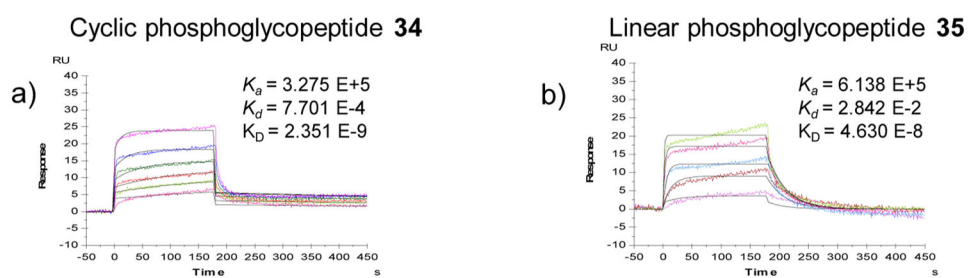 Cyclic phosphoglycopeptide 34
a)
RU
40
35
30
25
20
15
10
5
0
-5
-10
Response
-50 0 50 100 150 200 250 300 350 400 450
Time s
Ka = 3.275 E+5
Kd = 7.701 E-4
KD = 2.351 E-9
Linear phosphoglycopeptide 35
b)
RU
40
35
30
25
20
15
10
5
0
-5
-10
Response
-50 0 50 100 150 200 250 300 350 400 450
Time s
Ka = 6.138 E+5
Kd = 2.842 E-2
KD = 4.630 E-8